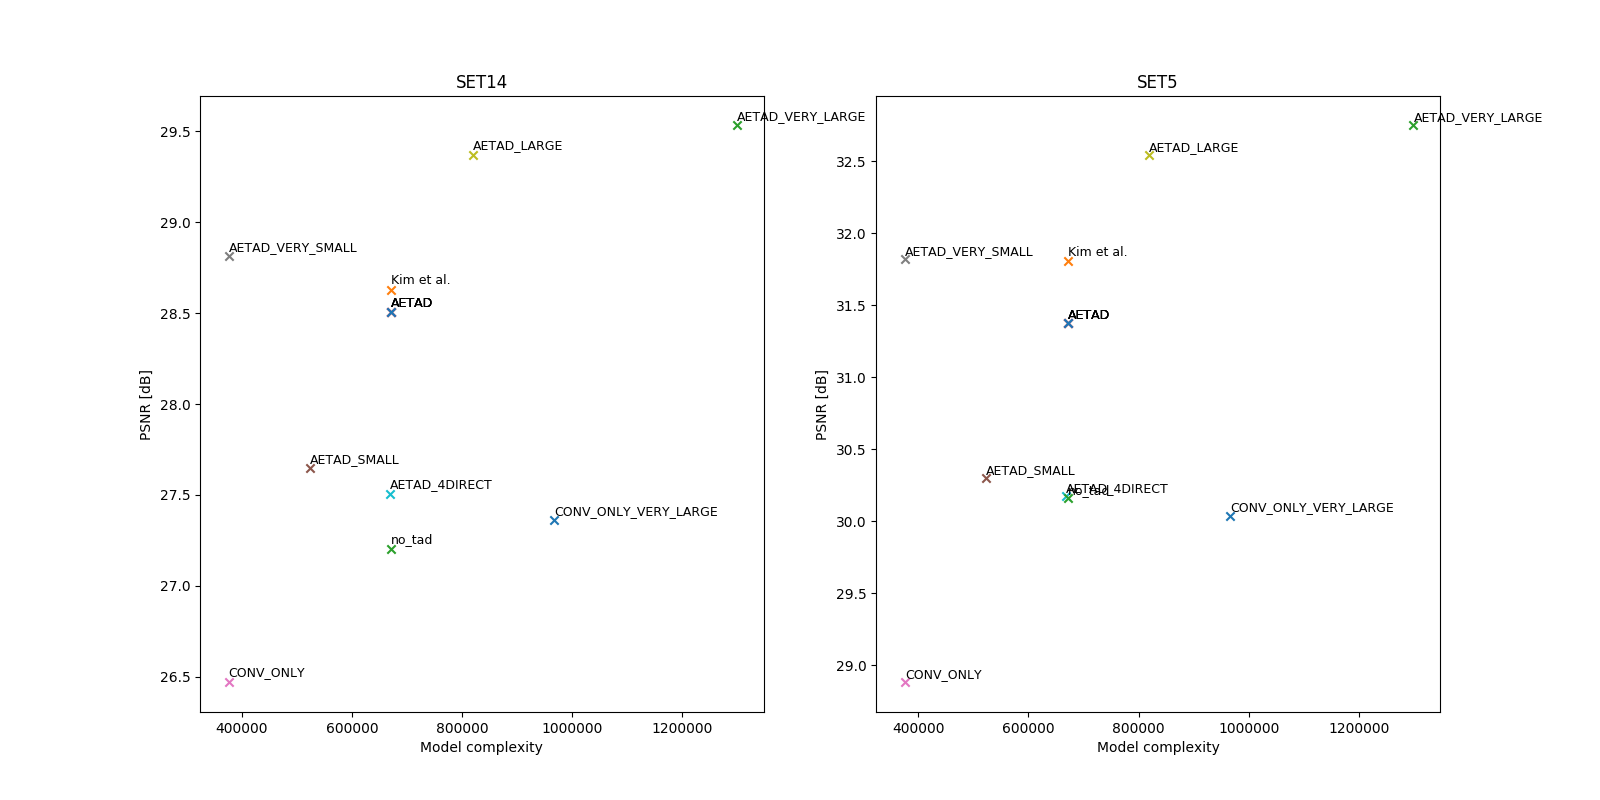 SET14
29.5
29.0
28.5
28.0
27.5
27.0
26.5
PSNR [dB]
AETAD_VERY_LARGE
AETAD_LARGE
AETAD_VERY_SMALL
Kim et al.
AETAD
AETAD_SMALL
AETAD_4DIRECT
CONV_ONLY_VERY_LARGE
no_tad
CONV_ONLY
400000 600000 800000 1000000 1200000
Model complexity
SET5
32.5
32.0
31.5
31.0
30.5
30.0
29.5
29.0
PSNR [dB]
AETAD_VERY_LARGE
AETAD_LARGE
AETAD_VERY_SMALL
Kim et al.
AETAD
AETAD_SMALL
AETAD_4DIRECT
no_tad
CONV_ONLY_VERY_LARGE
CONV_ONLY
400000 600000 800000 1000000 1200000
Model complexity